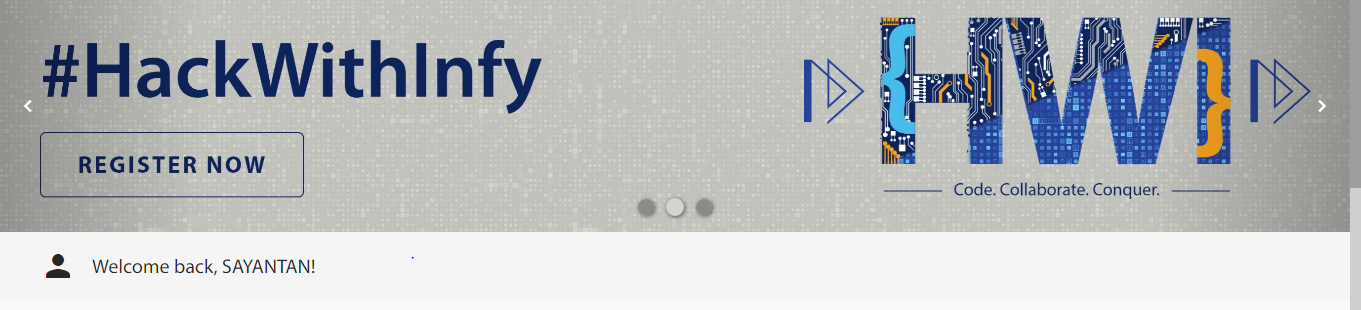 #HackWithInfy
REGISTER NOW
HWI
Code. Collaborate. Conquer.
Welcome back, SAYANTAN!